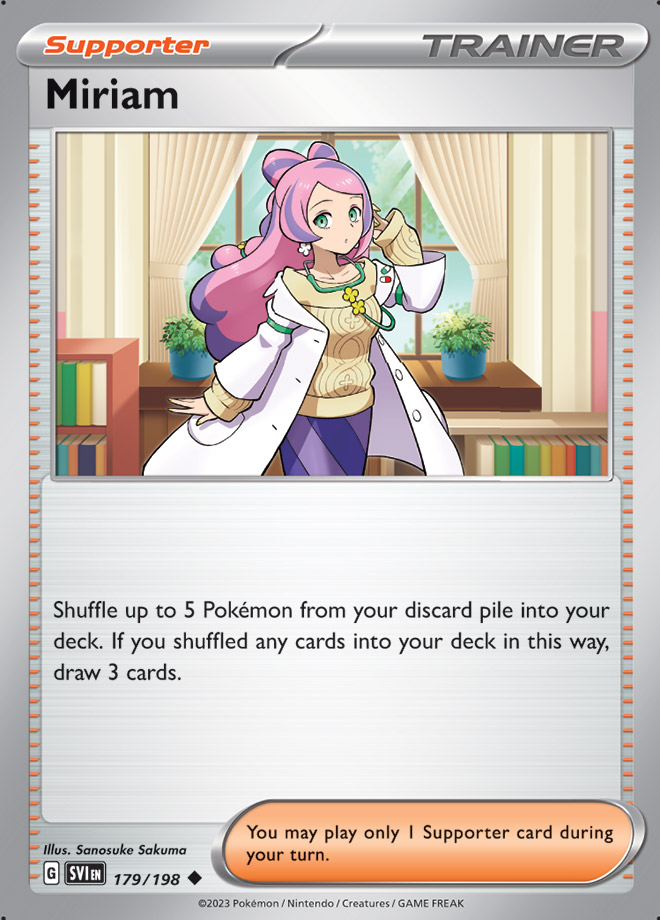 Supporter
TRAINER
Miriam
Shuffle up to 5 Pokémon from your discard pile into your
deck. If you shuffled any cards into your deck in this way,
draw 3 cards.
You may play only 1 Supporter card during
your turn.
Illus. Sanosuke Sakuma
G SVI EN 179/198 ◆
©2023 Pokémon / Nintendo / Creatures / GAME FREAK